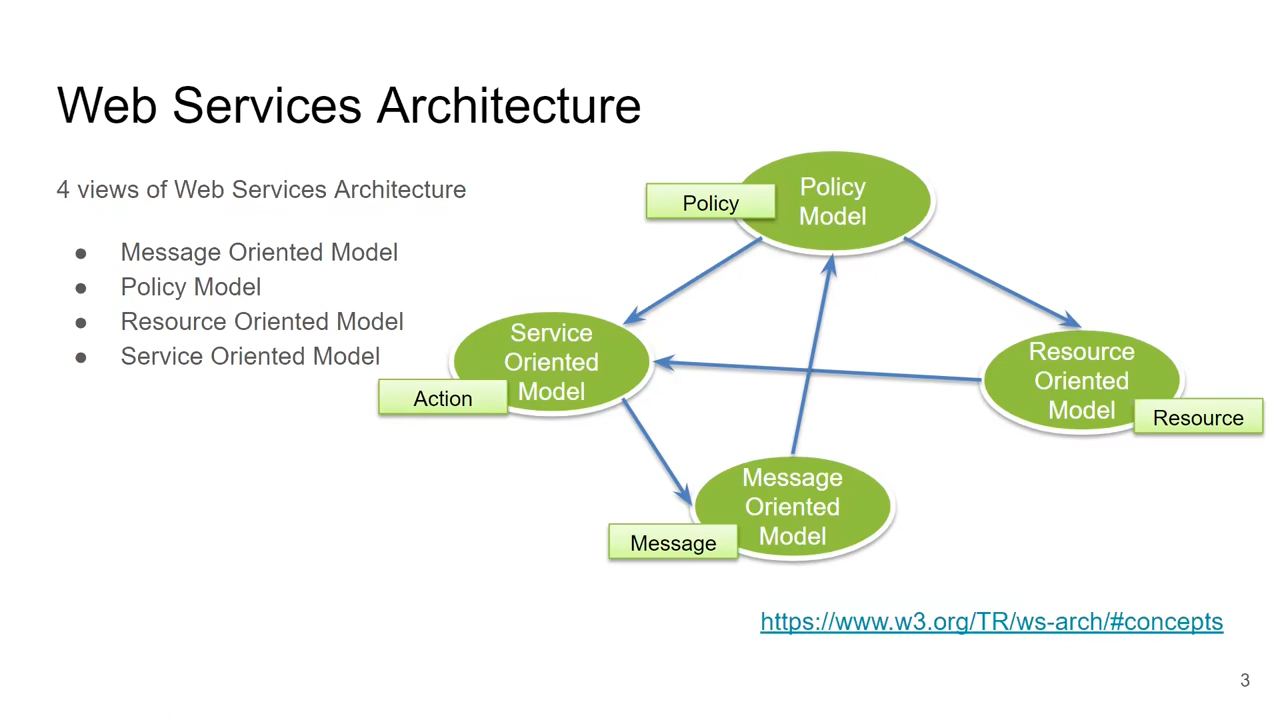 Web Services Architecture
4 views of Web Services Architecture
● Message Oriented Model
● Policy Model
● Resource Oriented Model
● Service Oriented Model
Policy
Model
Policy
Service
Oriented
Model
Action
Resource
Oriented
Model
Resource
Message
Oriented
Model
Message
https://www.w3.org/TR/ws-arch/#concepts
3